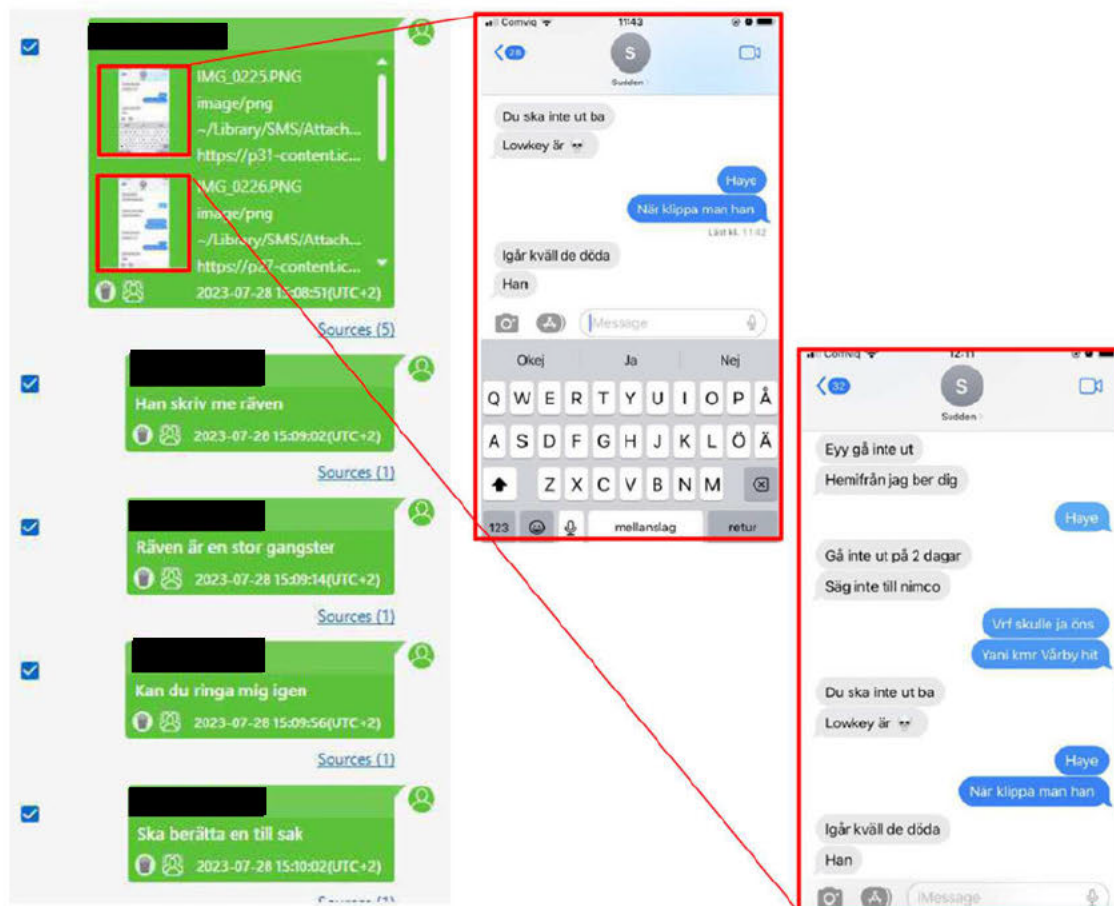 IMG_0225.PNG
image/png
~/Library/SMS/Attach...
https://p31-content.ic...
IMG_0226.PNG
image/png
~/Library/SMS/Attach...
https://p27-content.ic...
2023-07-28 15:08:51(UTC+2)
Sources (5)
Han skriv me räven
2023-07-28 15:09:02(UTC+2)
Sources (1)
Räven är en stor gangster
2023-07-28 15:09:14(UTC+2)
Sources (1)
Kan du ringa mig igen
2023-07-28 15:09:56(UTC+2)
Sources (1)
Ska berätta en till sak
2023-07-28 15:10:02(UTC+2)
Comviq
11:43
28
S
Sudden
Du ska inte ut ba
Lowkey är
Haye
När klippa man han
Läst kl. 11:42
Igår kväll de döda
Han
iMessage
Okej Ja Nej
Q W E R T Y U I O P Å
A S D F G H J K L Ö Ä
Z X C V B N M
123 mellanslag retur
Comviq
12:11
32
S
Sudden
Eyy gå inte ut
Hemifrån jag ber dig
Haye
Gå inte ut på 2 dagar
Säg inte till nimco
Vrf skulle ja öns
Yani kmr Vårby hit
Du ska inte ut ba
Lowkey är
Haye
När klippa man han
Igår kväll de döda
Han
iMessage